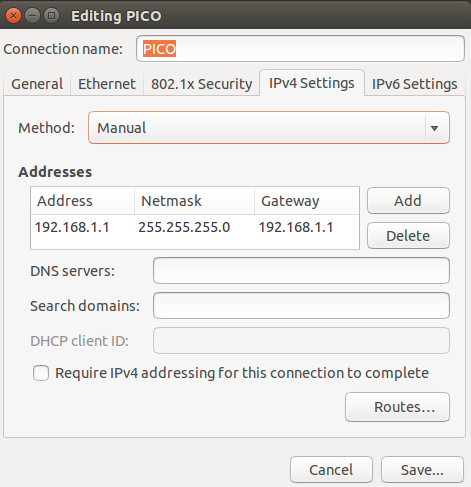 Editing PICO
Connection name: PICO
General Ethernet 802.1x Security IPv4 Settings IPv6 Settings
Method: Manual
Addresses
Address Netmask Gateway Add
192.168.1.1 255.255.255.0 192.168.1.1
Delete
DNS servers:
Search domains:
DHCP client ID:
Require IPv4 addressing for this connection to complete
Routes...
Cancel Save...